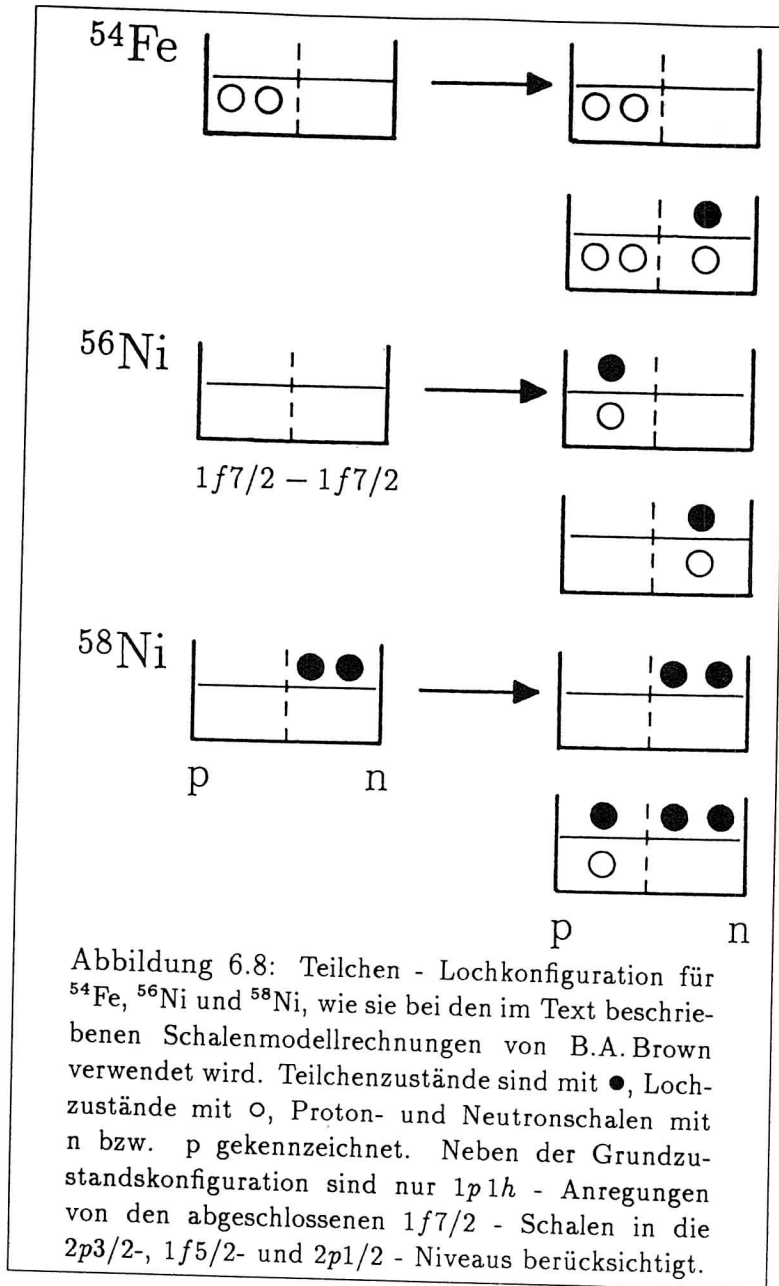 ⁵⁴Fe
⁵⁶Ni
1f7/2 − 1f7/2
⁵⁸Ni
p n
p n
Abbildung 6.8: Teilchen - Lochkonfiguration für
⁵⁴Fe, ⁵⁶Ni und ⁵⁸Ni, wie sie bei den im Text beschrie-
benen Schalenmodellrechnungen von B.A. Brown
verwendet wird. Teilchenzustände sind mit ●, Loch-
zustände mit ○, Proton- und Neutronschalen mit
n bzw. p gekennzeichnet. Neben der Grundzu-
standskonfiguration sind nur 1p 1h - Anregungen
von den abgeschlossenen 1f7/2 - Schalen in die
2p3/2-, 1f5/2- und 2p1/2 - Niveaus berücksichtigt.